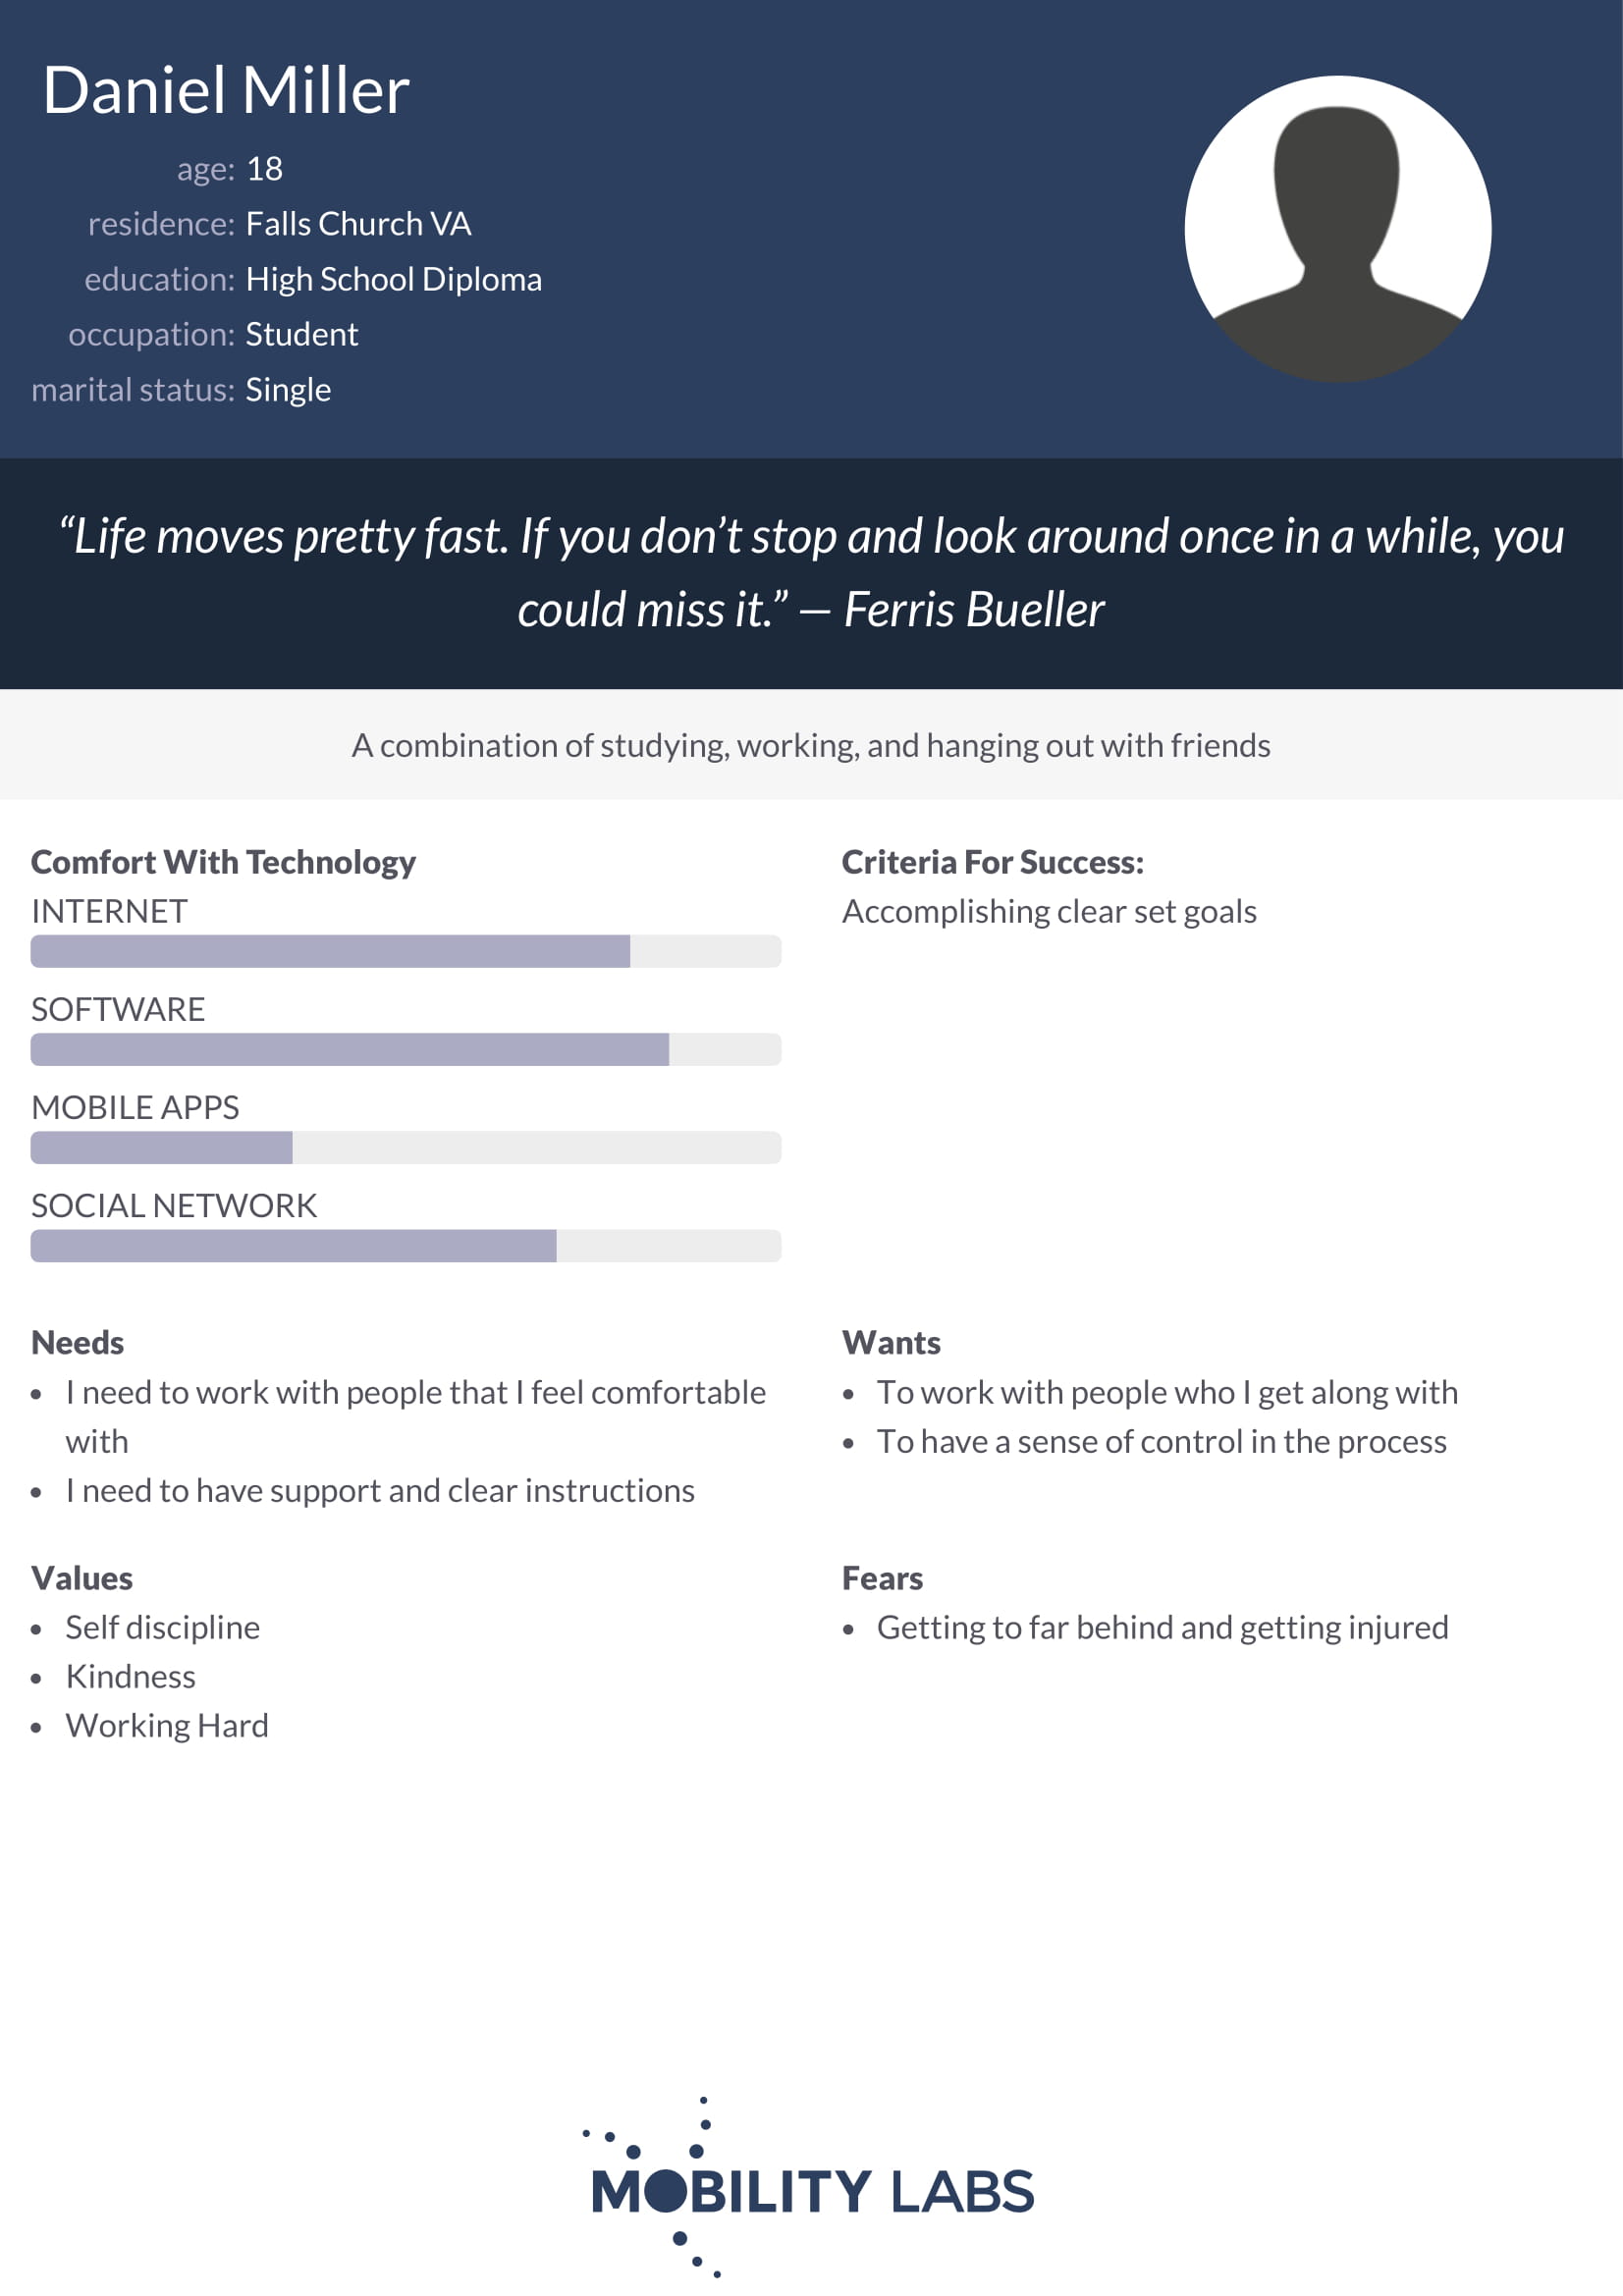 Daniel Miller
age: 18
residence: Falls Church VA
education: High School Diploma
occupation: Student
marital status: Single
“Life moves pretty fast. If you don’t stop and look around once in a while, you
could miss it.” — Ferris Bueller
A combination of studying, working, and hanging out with friends
Comfort With Technology
INTERNET
SOFTWARE
MOBILE APPS
SOCIAL NETWORK
Criteria For Success:
Accomplishing clear set goals
Needs
• I need to work with people that I feel comfortable
with
• I need to have support and clear instructions
Wants
• To work with people who I get along with
• To have a sense of control in the process
Values
• Self discipline
• Kindness
• Working Hard
Fears
• Getting to far behind and getting injured
MOBILITY LABS